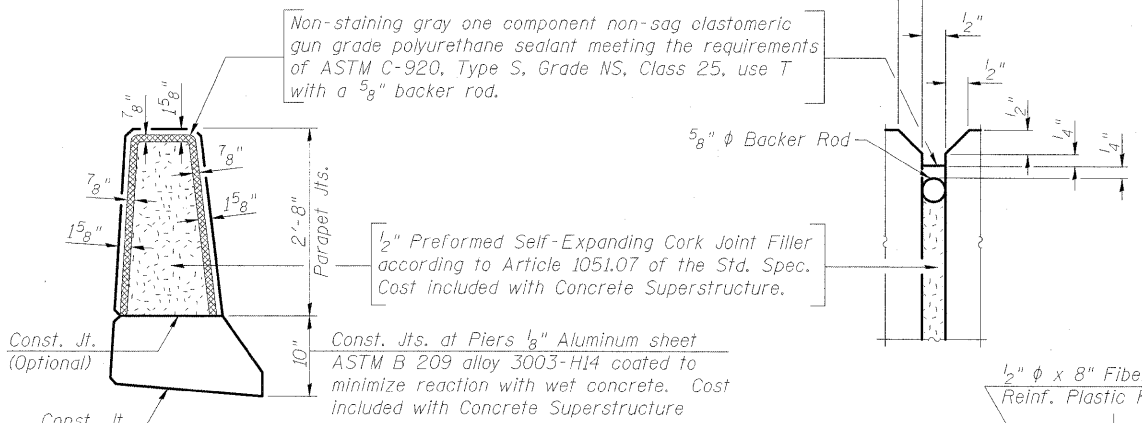 Non-staining gray one component non-sag clastomeric
gun grade polyurethane sealant meeting the requirements
of ASTM C-920, Type S, Grade NS, Class 25, use T
with a 5/8" backer rod.
1/2"
1/2"
1/2"
1/4"
1/4"
5/8" φ Backer Rod
7/8"
1 5/8"
7/8"
7/8"
1 5/8"
1 5/8"
2'-8"
Parapet Jts.
1/2" Preformed Self-Expanding Cork Joint Filler
according to Article 1051.07 of the Std. Spec.
Cost included with Concrete Superstructure.
Const. Jt.
(Optional)
10"
Const. Jts. at Piers 1/8" Aluminum sheet
ASTM B 209 alloy 3003-H14 coated to
minimize reaction with wet concrete. Cost
included with Concrete Superstructure
Const. Jt.
1/2" φ x 8" Fibe
Reinf. Plastic